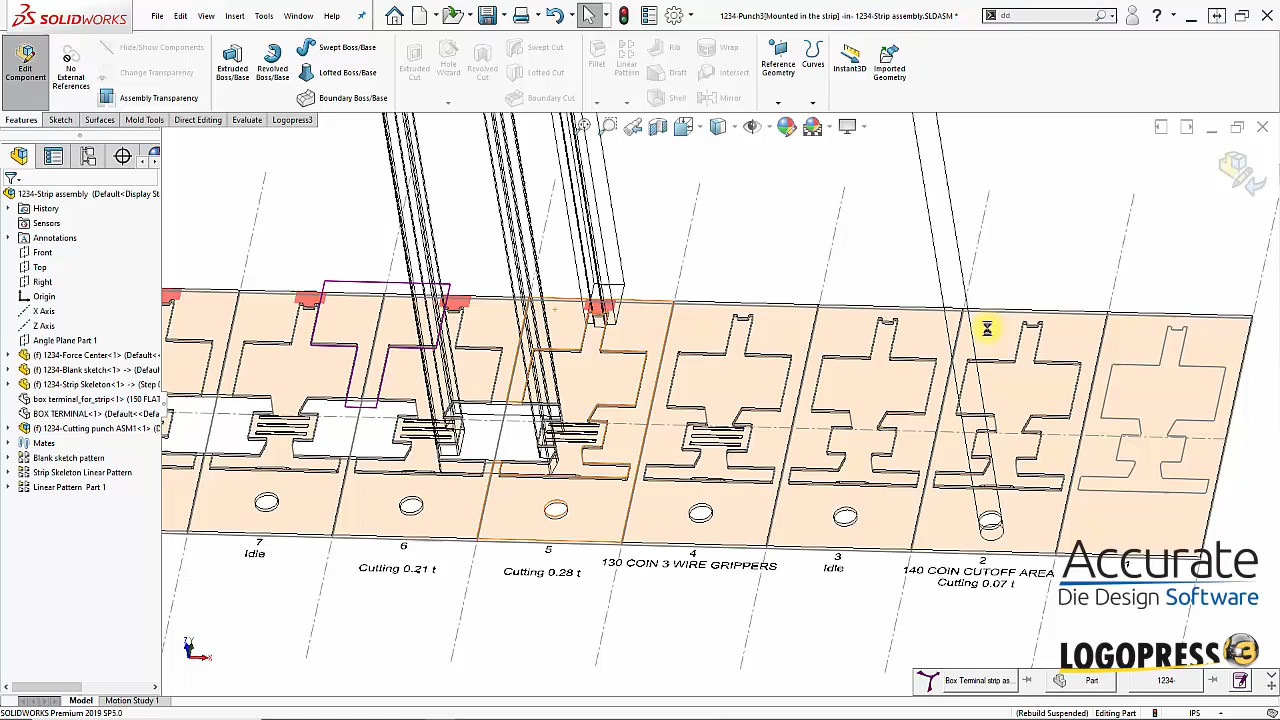 SOLIDWORKS
File Edit View Insert Tools Window Help
1234-Punch3[Mounted in the strip] -in- 1234-Strip assembly.SLDASM *
dd
Edit Component
No External References
Hide/Show Components
Change Transparency
Assembly Transparency
Extruded Boss/Base
Revolved Boss/Base
Swept Boss/Base
Lofted Boss/Base
Boundary Boss/Base
Extruded Cut
Hole Wizard
Revolved Cut
Swept Cut
Lofted Cut
Boundary Cut
Fillet
Linear Pattern
Rib
Draft
Shell
Wrap
Intersect
Mirror
Reference Geometry
Curves
Instant3D
Imported Geometry
Features Sketch Surfaces Mold Tools Direct Editing Evaluate Logopress3
1234-Strip assembly (Default<Display St
History
Sensors
Annotations
Front
Top
Right
Origin
X Axis
Z Axis
Angle Plane Part 1
(f) 1234-Force Center<1> (Default<
(f) 1234-Blank sketch<1> (Default<
(f) 1234-Strip Skeleton<1> -> (Step (
box terminal_for_strip<1> (150 FLAT
BOX TERMINAL<1> (Default<<Defa
(f) 1234-Cutting punch ASM1<1> (D
Mates
Blank sketch pattern
Strip Skeleton Linear Pattern
Linear Pattern Part 1
7
Idle
6
Cutting 0.21 t
5
Cutting 0.28 t
4
130 COIN 3 WIRE GRIPPERS
3
Idle
2
140 COIN CUTOFF AREA
Cutting 0.07 t
Accurate
Die Design Software
LOGOPRESS 3
Z Y
X
Box Terminal strip as...
Part
1234-
Model Motion Study 1
SOLIDWORKS Premium 2019 SP5.0
(Rebuild Suspended) Editing Part IPS